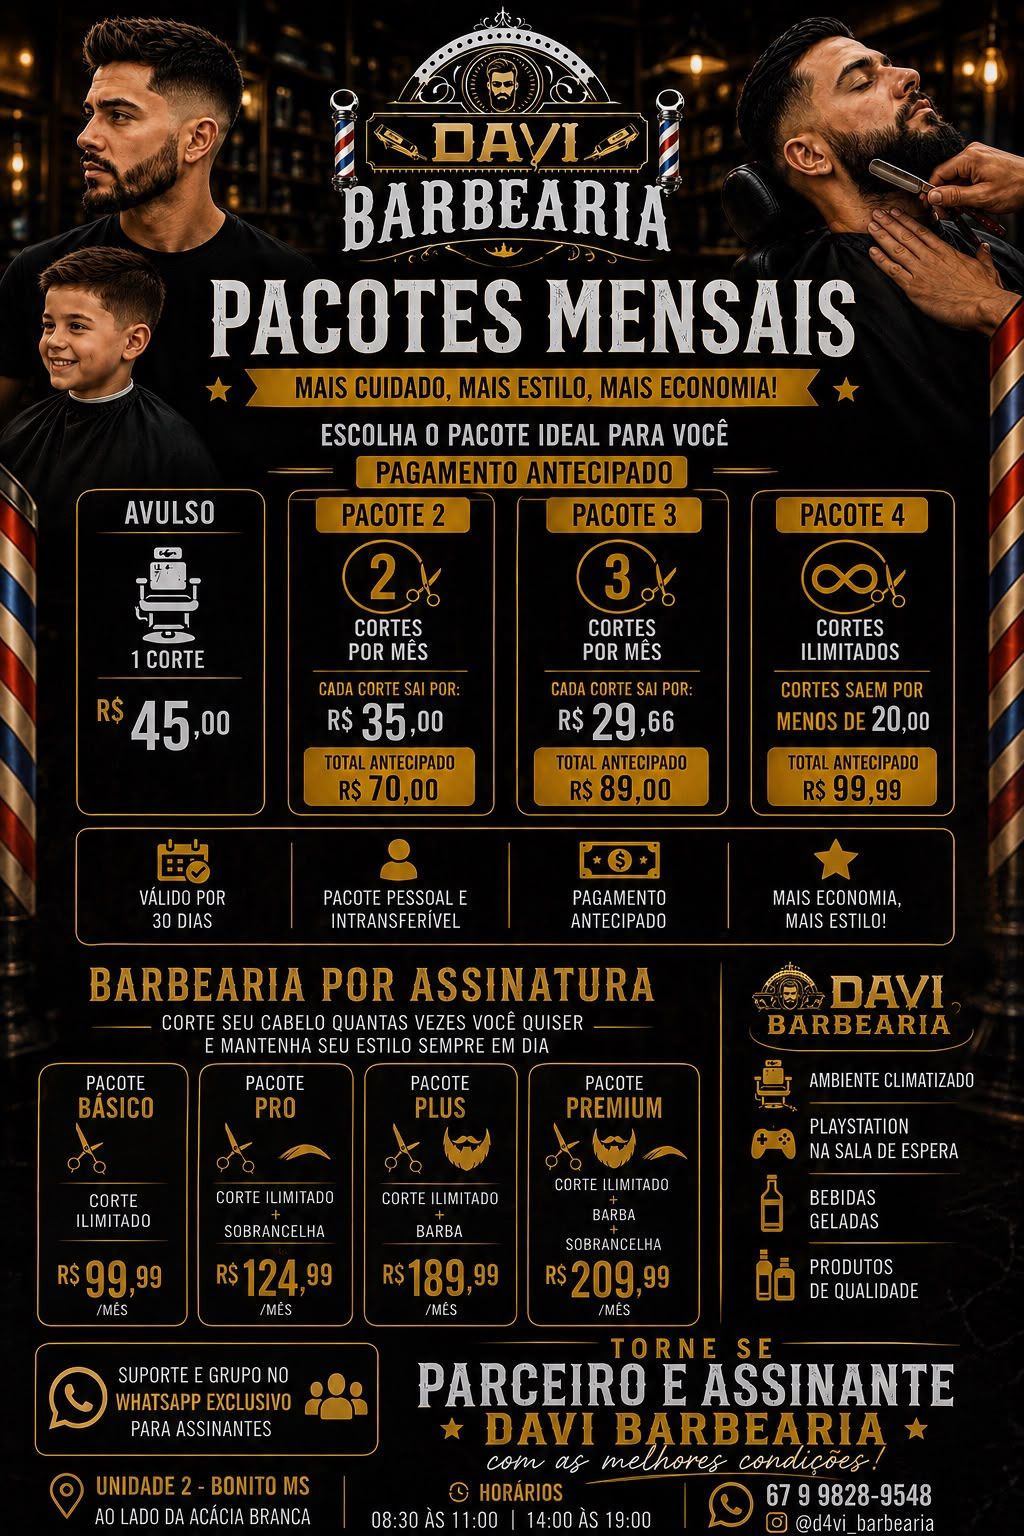 DAVI
BARBEARIA
PACOTES MENSAIS
MAIS CUIDADO, MAIS ESTILO, MAIS ECONOMIA!
ESCOLHA O PACOTE IDEAL PARA VOCÊ
PAGAMENTO ANTECIPADO
AVULSO
1 CORTE
R$ 45,00
PACOTE 2
2
CORTES
POR MÊS
CADA CORTE SAI POR:
R$ 35,00
TOTAL ANTECIPADO
R$ 70,00
PACOTE 3
3
CORTES
POR MÊS
CADA CORTE SAI POR:
R$ 29,66
TOTAL ANTECIPADO
R$ 89,00
PACOTE 4
CORTES
ILIMITADOS
CORTES SAEM POR
MENOS DE 20,00
TOTAL ANTECIPADO
R$ 99,99
VÁLIDO POR
30 DIAS
PACOTE PESSOAL E
INTRANSFERÍVEL
PAGAMENTO
ANTECIPADO
MAIS ECONOMIA,
MAIS ESTILO!
BARBEARIA POR ASSINATURA
CORTE SEU CABELO QUANTAS VEZES VOCÊ QUISER
E MANTENHA SEU ESTILO SEMPRE EM DIA
PACOTE
BÁSICO
CORTE
ILIMITADO
R$ 99,99
/MÊS
PACOTE
PRO
CORTE ILIMITADO
+
SOBRANCELHA
R$ 124,99
/MÊS
PACOTE
PLUS
CORTE ILIMITADO
+
BARBA
R$ 189,99
/MÊS
PACOTE
PREMIUM
CORTE ILIMITADO
+
BARBA
+
SOBRANCELHA
R$ 209,99
/MÊS
DAVI
BARBEARIA
AMBIENTE CLIMATIZADO
PLAYSTATION
NA SALA DE ESPERA
BEBIDAS
GELADAS
PRODUTOS
DE QUALIDADE
SUPORTE E GRUPO NO
WHATSAPP EXCLUSIVO
PARA ASSINANTES
TORNE SE
PARCEIRO E ASSINANTE
DAVI BARBEARIA
com as melhores condições!
UNIDADE 2 - BONITO MS
AO LADO DA ACÁCIA BRANCA
HORÁRIOS
08:30 ÀS 11:00 | 14:00 ÀS 19:00
67 9 9828-9548
@d4vi_barbearia